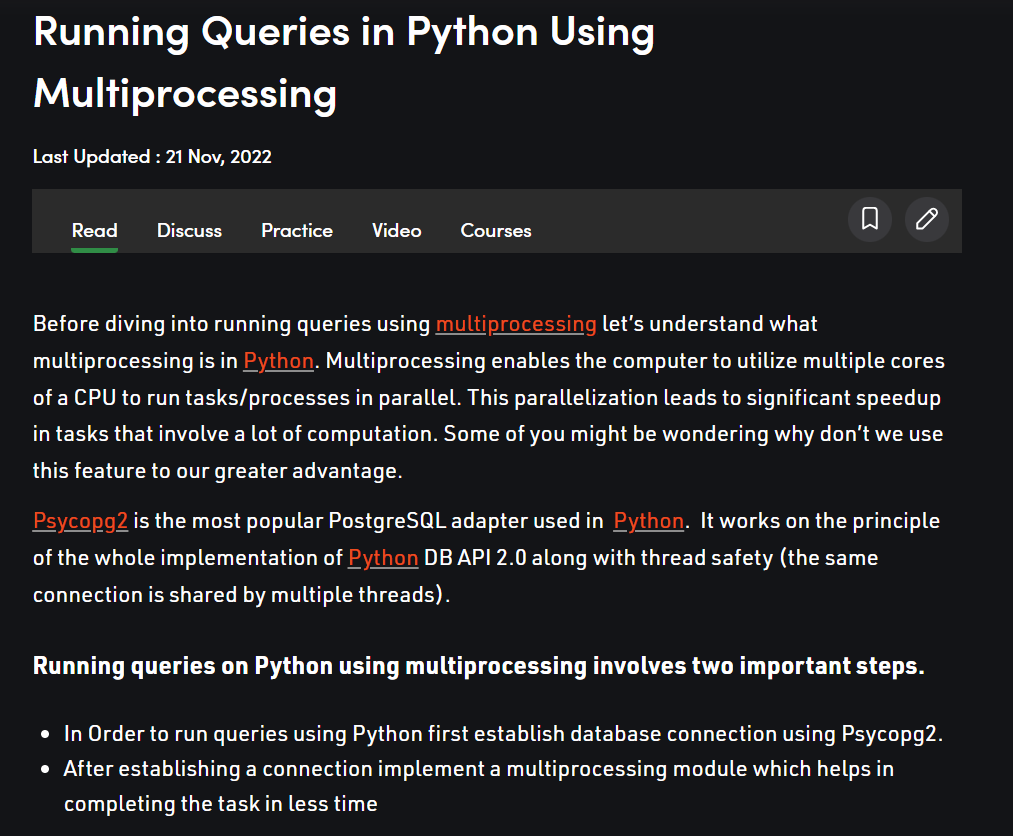 Running Queries in Python Using
Multiprocessing
Last Updated : 21 Nov, 2022
Read Discuss Practice Video Courses
Before diving into running queries using multiprocessing let’s understand what
multiprocessing is in Python. Multiprocessing enables the computer to utilize multiple cores
of a CPU to run tasks/processes in parallel. This parallelization leads to significant speedup
in tasks that involve a lot of computation. Some of you might be wondering why don’t we use
this feature to our greater advantage.
Psycopg2 is the most popular PostgreSQL adapter used in  Python.  It works on the principle
of the whole implementation of Python DB API 2.0 along with thread safety (the same
connection is shared by multiple threads).
Running queries on Python using multiprocessing involves two important steps.
• In Order to run queries using Python first establish database connection using Psycopg2.
• After establishing a connection implement a multiprocessing module which helps in
completing the task in less time